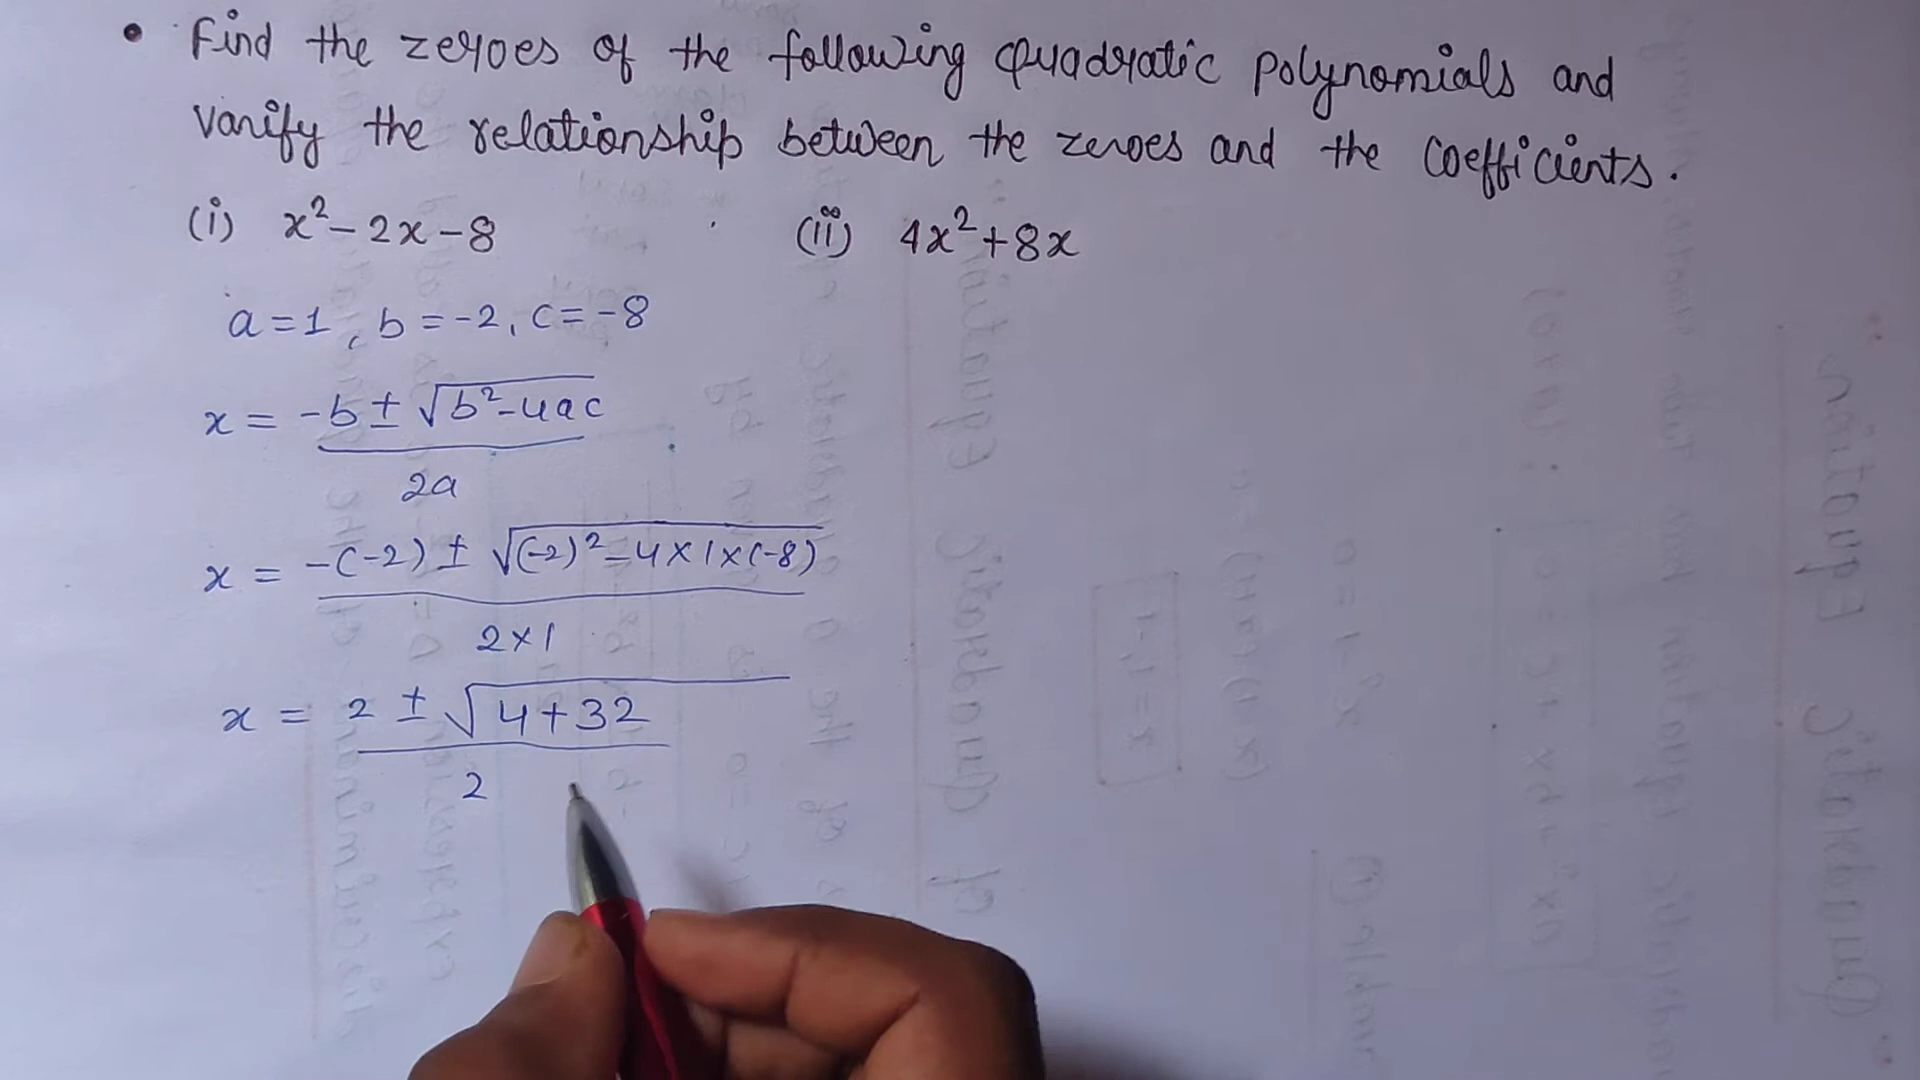 • Find the zeroes of the following quadratic polynomials and
varify the relationship between the zeroes and the coefficients.
(i) x² - 2x - 8 (ii) 4x² + 8x
a = 1, b = -2, c = -8
x = -b ± √b² - 4ac
2a
x = -(-2) ± √(-2)² - 4 × 1 × (-8)
2 × 1
x = 2 ± √4 + 32
2